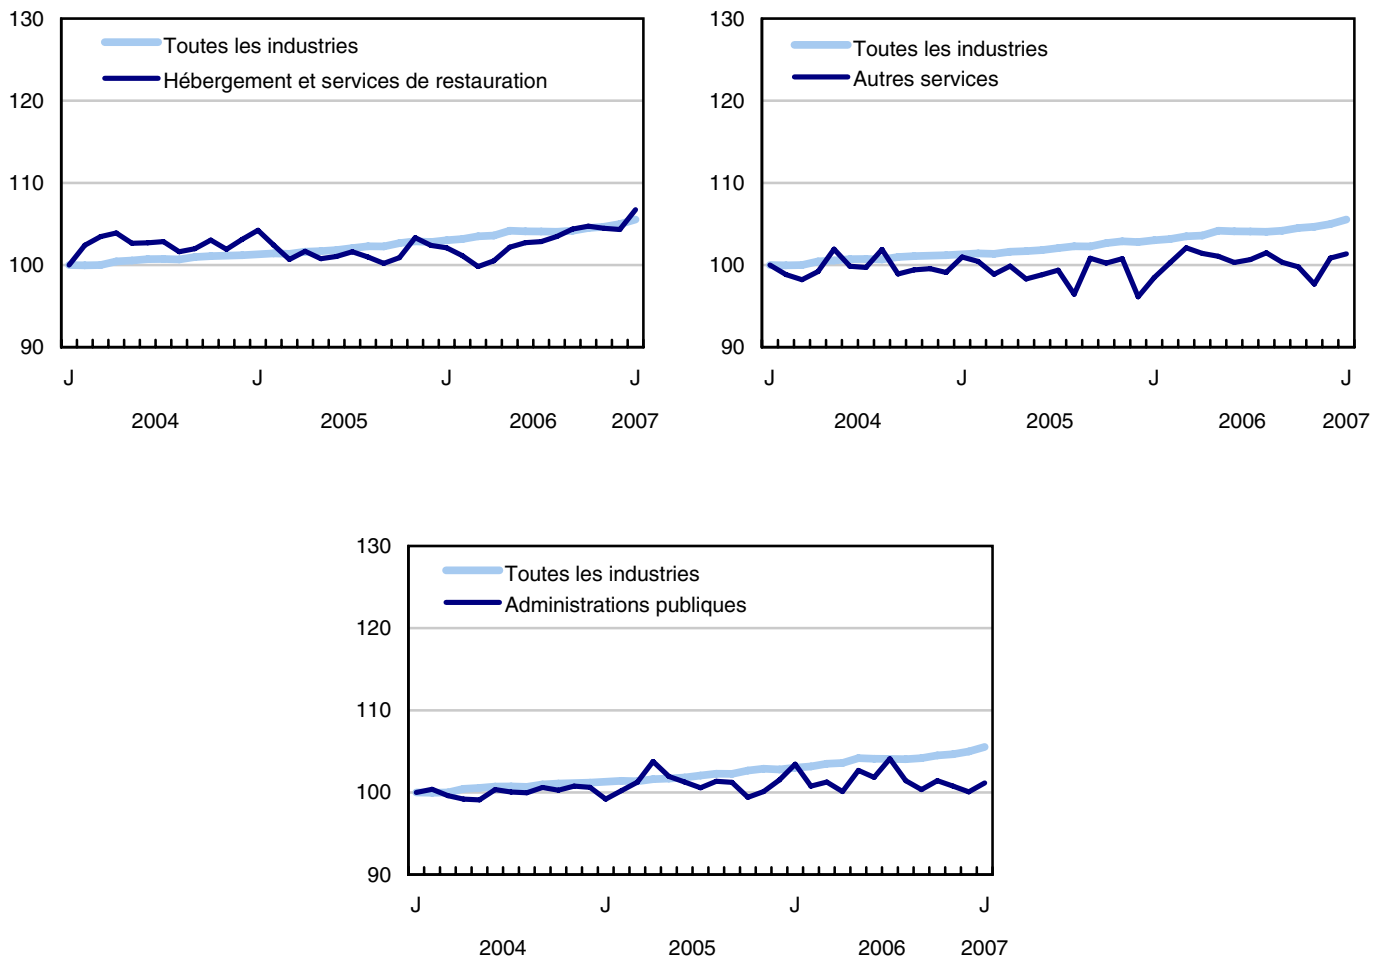 130
Toutes les industries
Hébergement et services de restauration
120
110
100
90
J J J J
2004 2005 2006 2007
130
Toutes les industries
Autres services
120
110
100
90
J J J J
2004 2005 2006 2007
130
Toutes les industries
Administrations publiques
120
110
100
90
J J J J
2004 2005 2006 2007